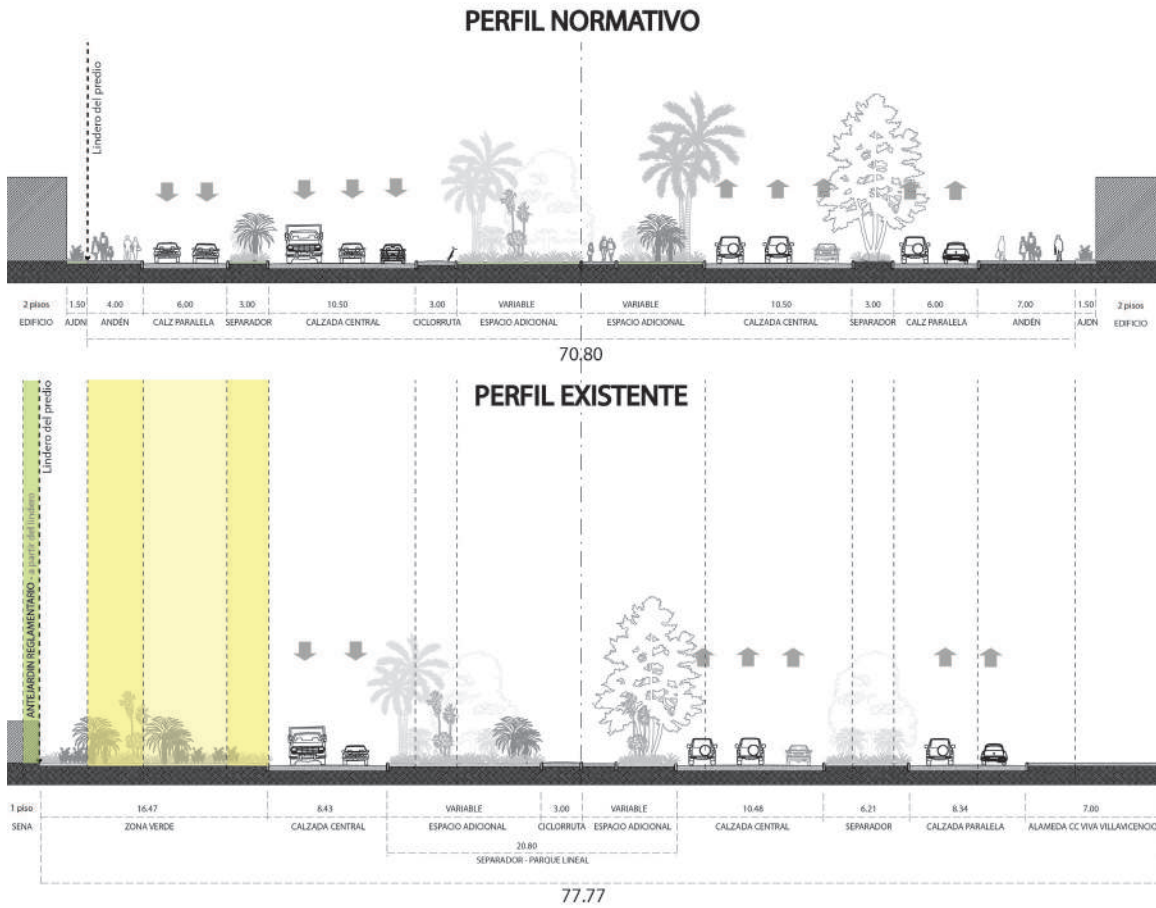 PERFIL NORMATIVO
Lindero del predio
2 pisos 1.50 4.00 6.00 3.00 10.50 3.00 VARIABLE VARIABLE 10.50 3.00 6.00 7.00 1.50 2 pisos
EDIFICIO AJDN ANDÉN CALZ PARALELA SEPARADOR CALZADA CENTRAL CICLORRUTA ESPACIO ADICIONAL ESPACIO ADICIONAL CALZADA CENTRAL SEPARADOR CALZ PARALELA ANDÉN AJDN EDIFICIO
70.80
PERFIL EXISTENTE
Lindero del predio
ANTEJARDIN REGLAMENTARIO - a partir del lindero
1 piso 16.47 8.43 VARIABLE 3.00 VARIABLE 10.48 6.21 8.34 7.00
SENA ZONA VERDE CALZADA CENTRAL ESPACIO ADICIONAL CICLORRUTA ESPACIO ADICIONAL CALZADA CENTRAL SEPARADOR CALZADA PARALELA ALAMEDA CC VIVA VILLAVICENCIO
20.80
SEPARADOR - PARQUE LINEAL
77.77